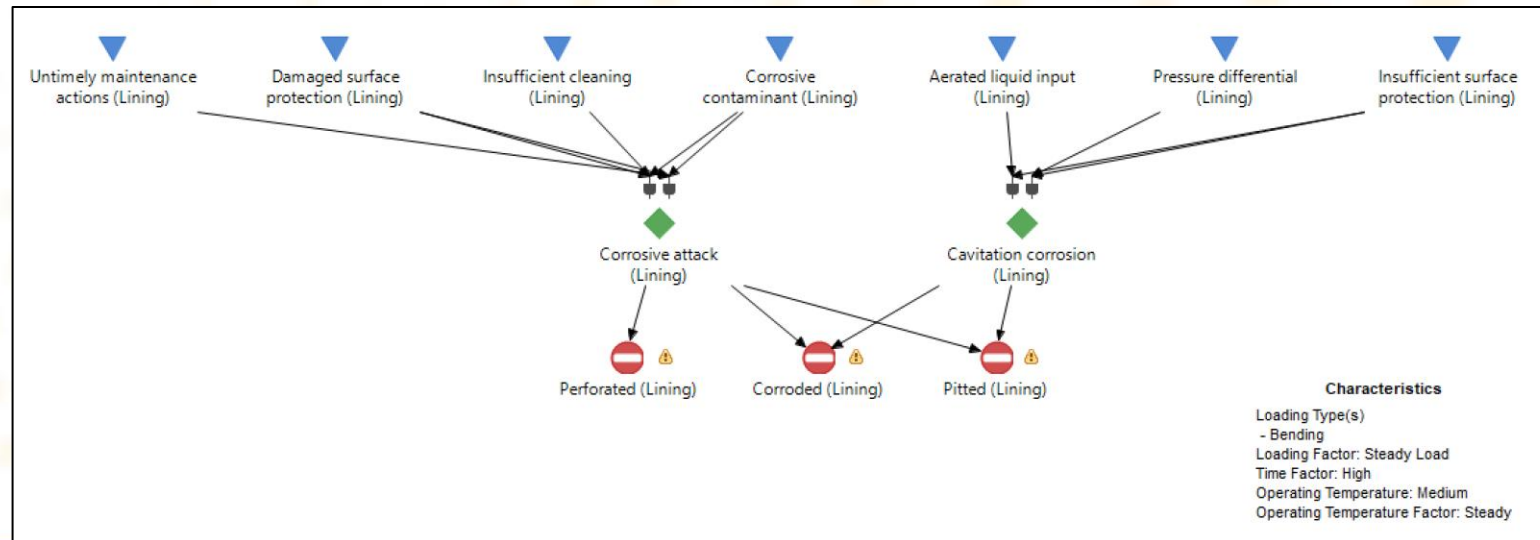 Untimely maintenance
actions (Lining)
Damaged surface
protection (Lining)
Insufficient cleaning
(Lining)
Corrosive
contaminant (Lining)
Aerated liquid input
(Lining)
Pressure differential
(Lining)
Insufficient surface
protection (Lining)
Corrosive attack
(Lining)
Cavitation corrosion
(Lining)
Perforated (Lining)
Corroded (Lining)
Pitted (Lining)
Characteristics
Loading Type(s)
- Bending
Loading Factor: Steady Load
Time Factor: High
Operating Temperature: Medium
Operating Temperature Factor: Steady